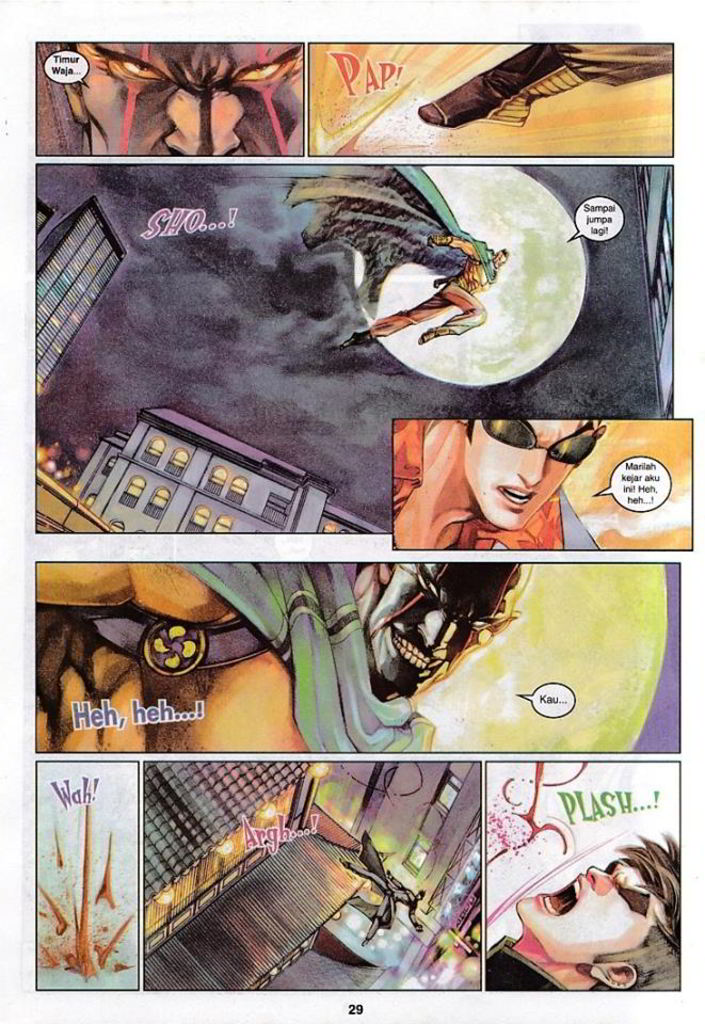 Timur
Waja...
PAP!
SHO...!
Sampai
jumpa
lagi!
Marilah
kejar aku
ini! Heh,
heh...!
Heh, heh...!
Kau...
Wah!
Argh...!
PLASH...!
29